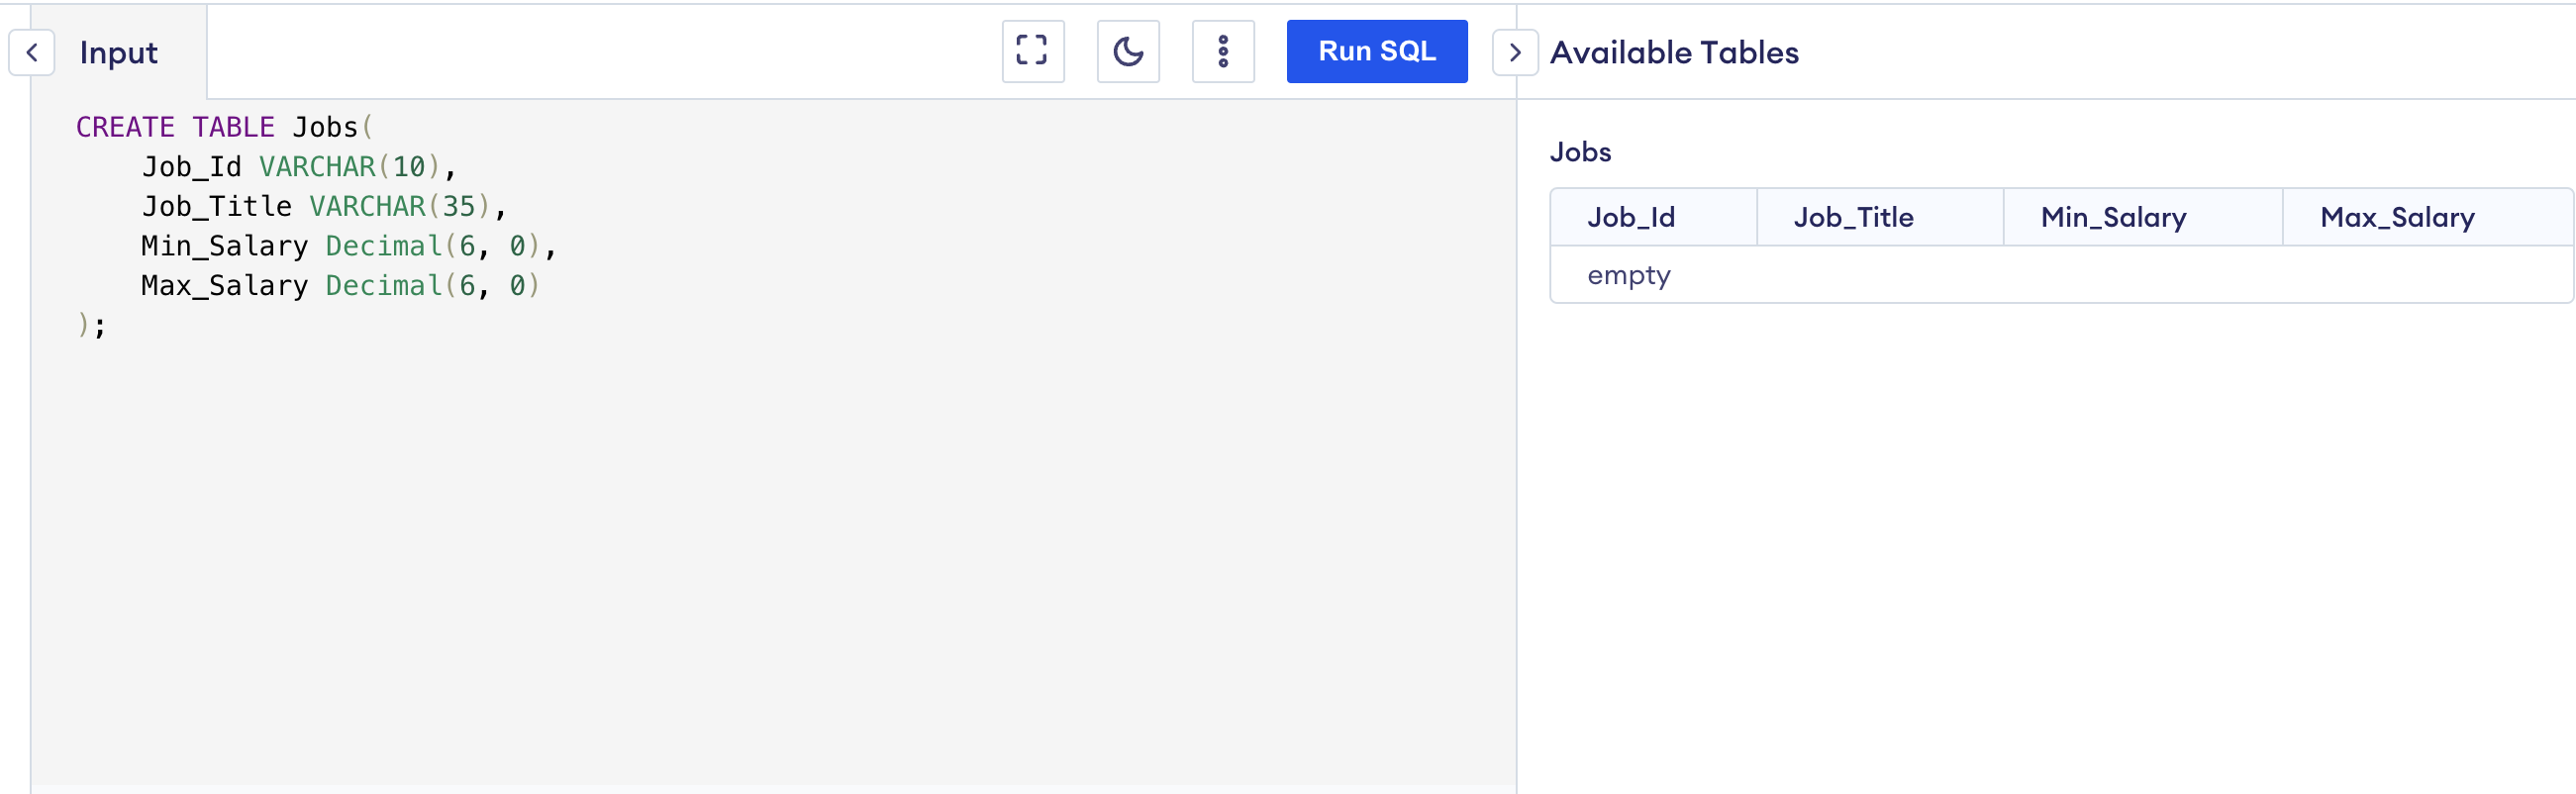 Input
Run SQL
CREATE TABLE Jobs(
    Job_Id VARCHAR(10),
    Job_Title VARCHAR(35),
    Min_Salary Decimal(6, 0),
    Max_Salary Decimal(6, 0)
);
Available Tables
Jobs
Job_Id Job_Title Min_Salary Max_Salary
empty